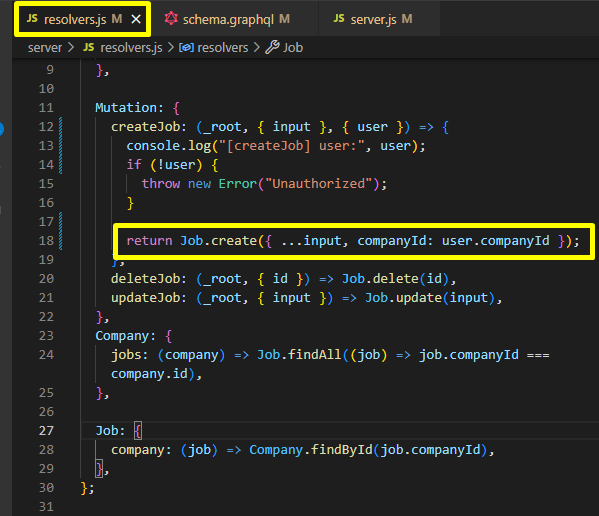 JS resolvers.js M ✕ schema.graphql M JS server.js M
server > JS resolvers.js > resolvers > Job
9 },
10
11 Mutation: {
12 createJob: (_root, { input }, { user }) => {
13 console.log("[createJob] user:", user);
14 if (!user) {
15 throw new Error("Unauthorized");
16 }
17
18 return Job.create({ ...input, companyId: user.companyId });
},
20 deleteJob: (_root, { id }) => Job.delete(id),
21 updateJob: (_root, { input }) => Job.update(input),
22 },
23 Company: {
24 jobs: (company) => Job.findAll((job) => job.companyId ===
company.id),
25 },
26
27 Job: {
28 company: (job) => Company.findById(job.companyId),
29 },
30 };
31